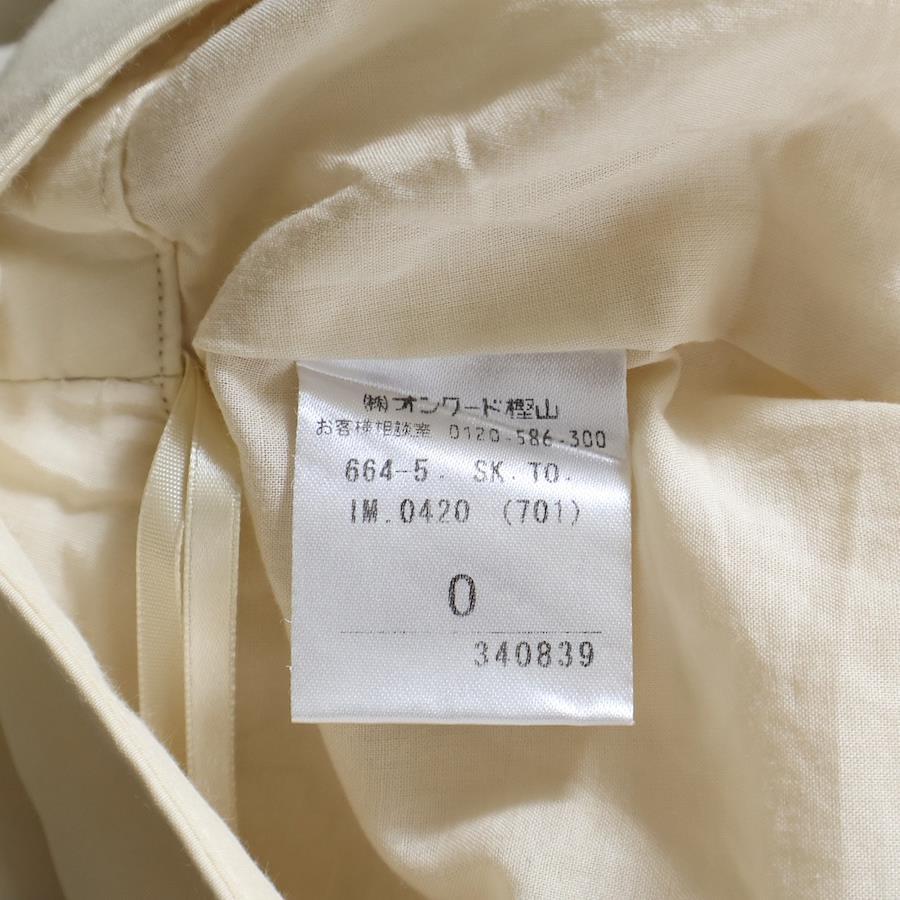 ㈱オンワード樫山
お客様相談室 0120-586-300
664-5. SK.TO.
IM.0420 (701)
0
340839